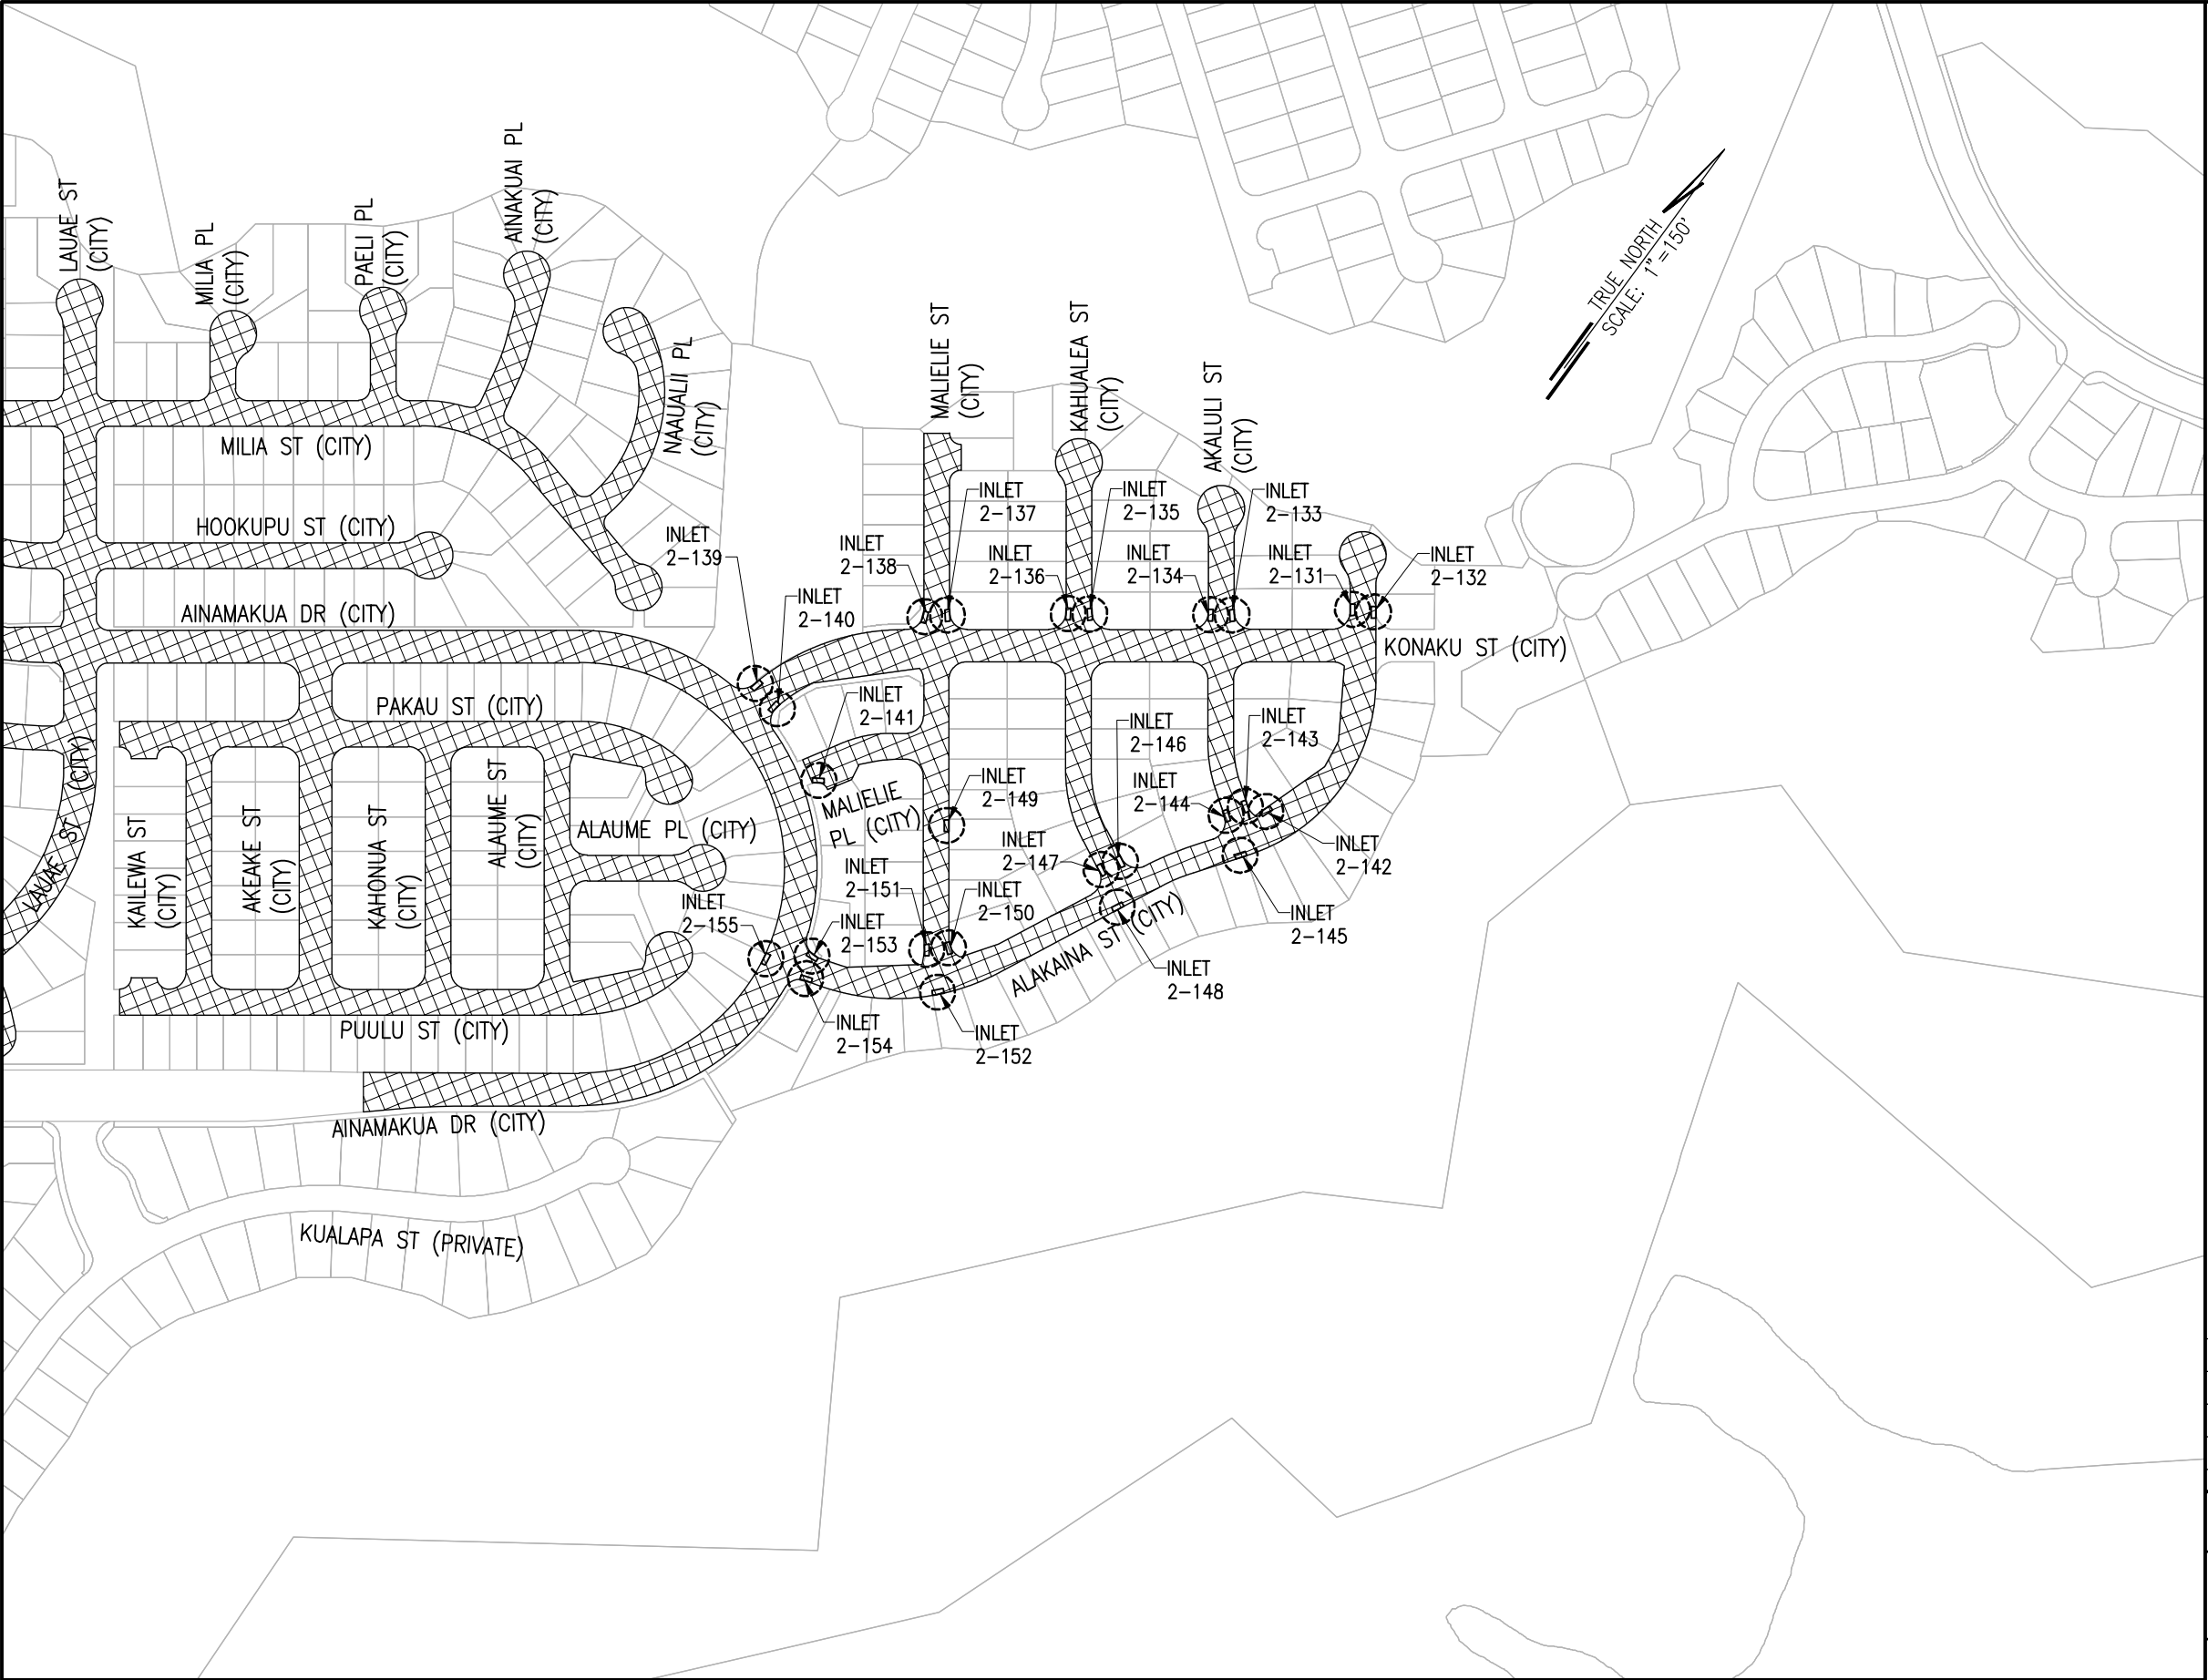 LAUAE ST
(CITY)
MILIA PL
(CITY)
PAELI PL
(CITY)
AINAKUAI PL
(CITY)
NAAUALII PL
(CITY)
MALIELIE ST
(CITY)
KAHUALEA ST
(CITY)
AKALULI ST
(CITY)
TRUE NORTH
SCALE: 1"=150'
MILIA ST (CITY)
HOOKUPU ST (CITY)
AINAMAKUA DR (CITY)
PAKAU ST (CITY)
INLET
2-139
INLET
2-140
INLET
2-138
INLET
2-137
INLET
2-136
INLET
2-135
INLET
2-134
INLET
2-133
INLET
2-131
INLET
2-132
KONAKU ST (CITY)
INLET
2-141
INLET
2-146
INLET
2-143
INLET
2-149
INLET
2-144
MALIELIE
PL (CITY)
INLET
2-147
INLET
2-142
INLET
2-151
INLET
2-150
INLET
2-145
INLET
2-155
INLET
2-153
ALAKAINA ST (CITY)
INLET
2-148
INLET
2-154
INLET
2-152
LAUAE ST
(CITY)
KAILEWA ST
(CITY)
AKEAKE ST
(CITY)
KAHONUA ST
(CITY)
ALAUME ST
(CITY)
ALAUME PL (CITY)
PUULU ST (CITY)
AINAMAKUA DR (CITY)
KUALAPA ST (PRIVATE)